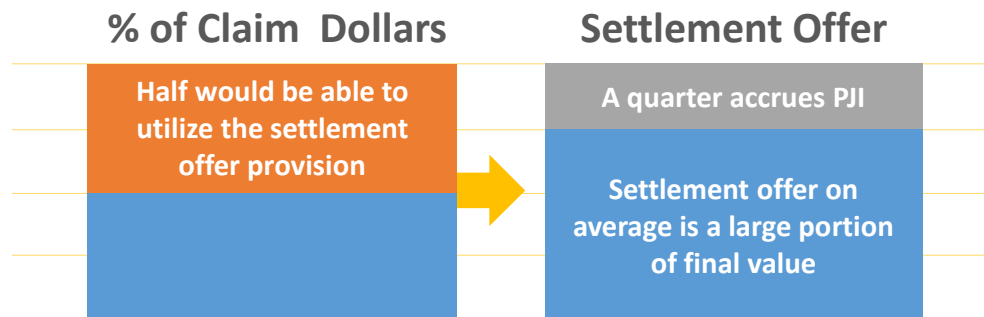 % of Claim Dollars
Settlement Offer
Half would be able to
utilize the settlement
offer provision
A quarter accrues PJI
Settlement offer on
average is a large portion
of final value